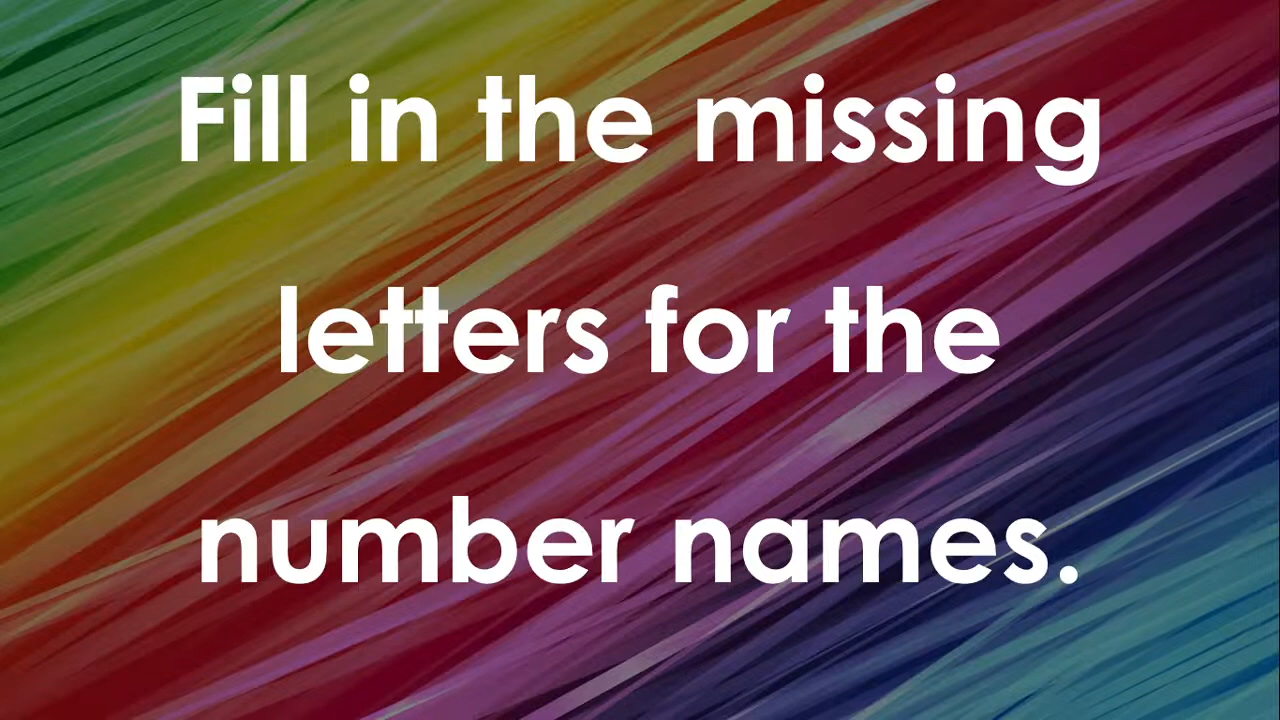 Fill in the missing
letters for the
number names.